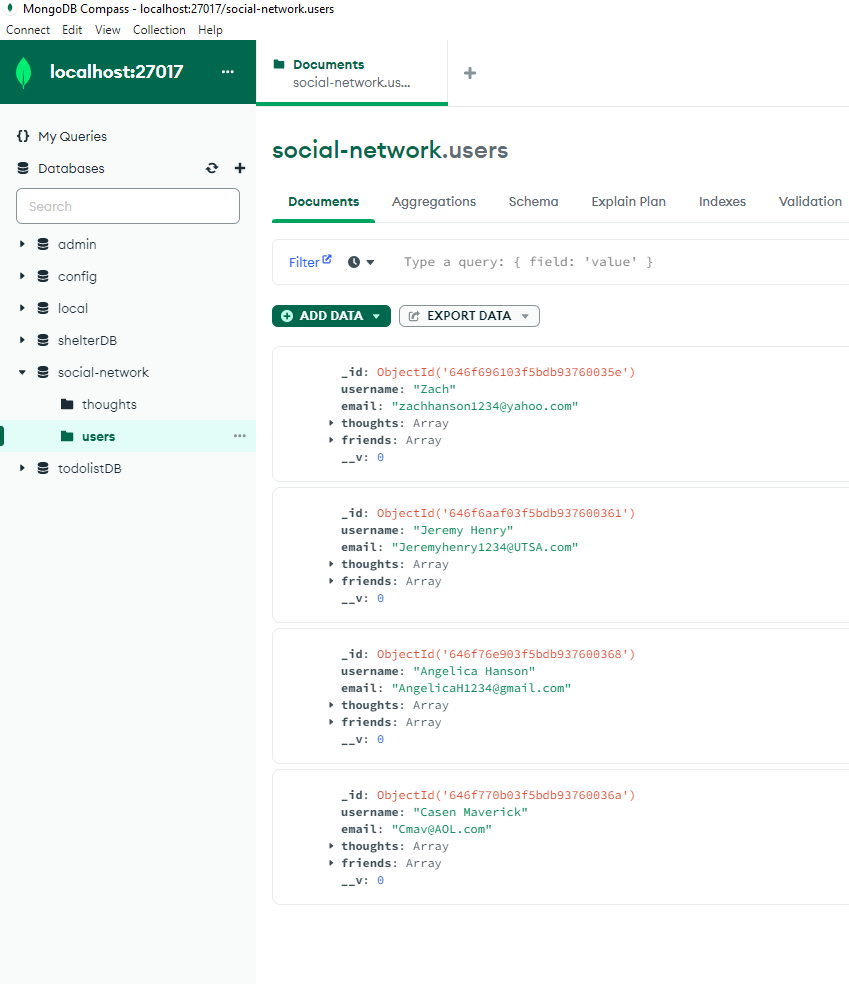 MongoDB Compass - localhost:27017/social-network.users
Connect Edit View Collection Help
localhost:27017 ...
Documents
social-network.us...
My Queries
Databases
Search
admin
config
local
shelterDB
social-network
thoughts
users ...
todolistDB
social-network.users
Documents Aggregations Schema Explain Plan Indexes Validation
Filter Type a query: { field: 'value' }
ADD DATA EXPORT DATA
_id: ObjectId('646f696103f5bdb93760035e')
username: "Zach"
email: "zachhanson1234@yahoo.com"
thoughts: Array
friends: Array
__v: 0
_id: ObjectId('646f6aaf03f5bdb937600361')
username: "Jeremy Henry"
email: "Jeremyhenry1234@UTSA.com"
thoughts: Array
friends: Array
__v: 0
_id: ObjectId('646f76e903f5bdb937600368')
username: "Angelica Hanson"
email: "AngelicaH1234@gmail.com"
thoughts: Array
friends: Array
__v: 0
_id: ObjectId('646f770b03f5bdb93760036a')
username: "Casen Maverick"
email: "Cmav@AOL.com"
thoughts: Array
friends: Array
__v: 0